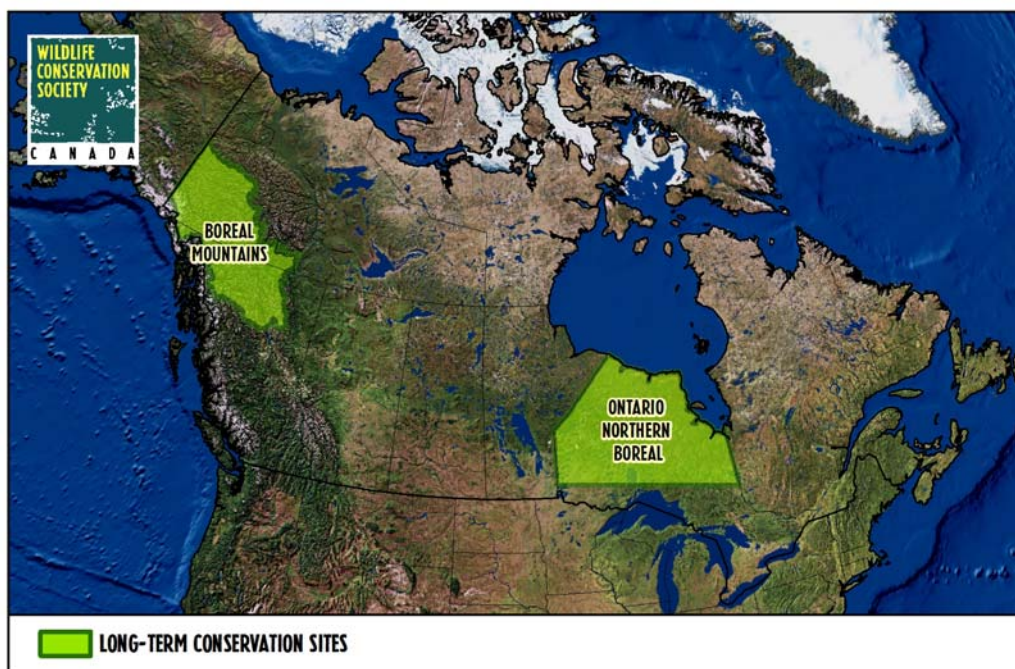 WILDLIFE
CONSERVATION
SOCIETY
CANADA
BOREAL
MOUNTAINS
ONTARIO
NORTHERN
BOREAL
LONG-TERM CONSERVATION SITES